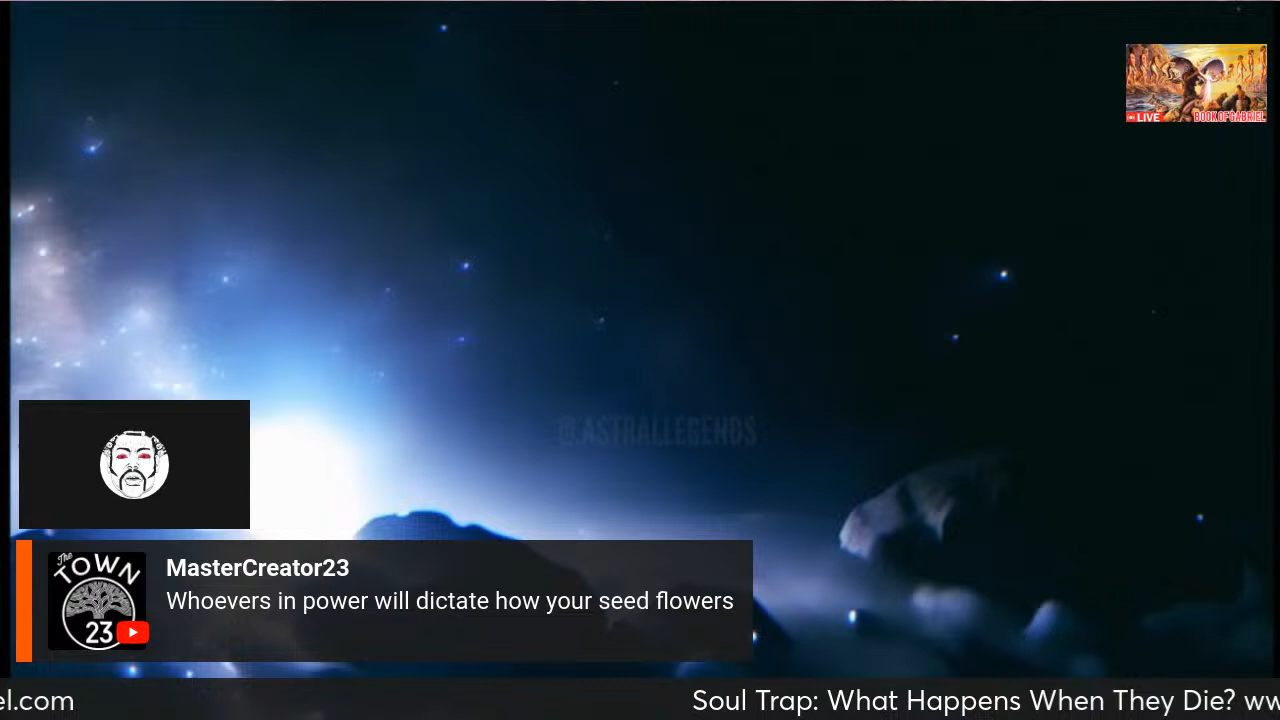 LIVE
BOOK OF GABRIEL
@ASTRALLEGENDS
The
TOWN
23
MasterCreator23
Whoevers in power will dictate how your seed flowers
el.com
Soul Trap: What Happens When They Die? ww